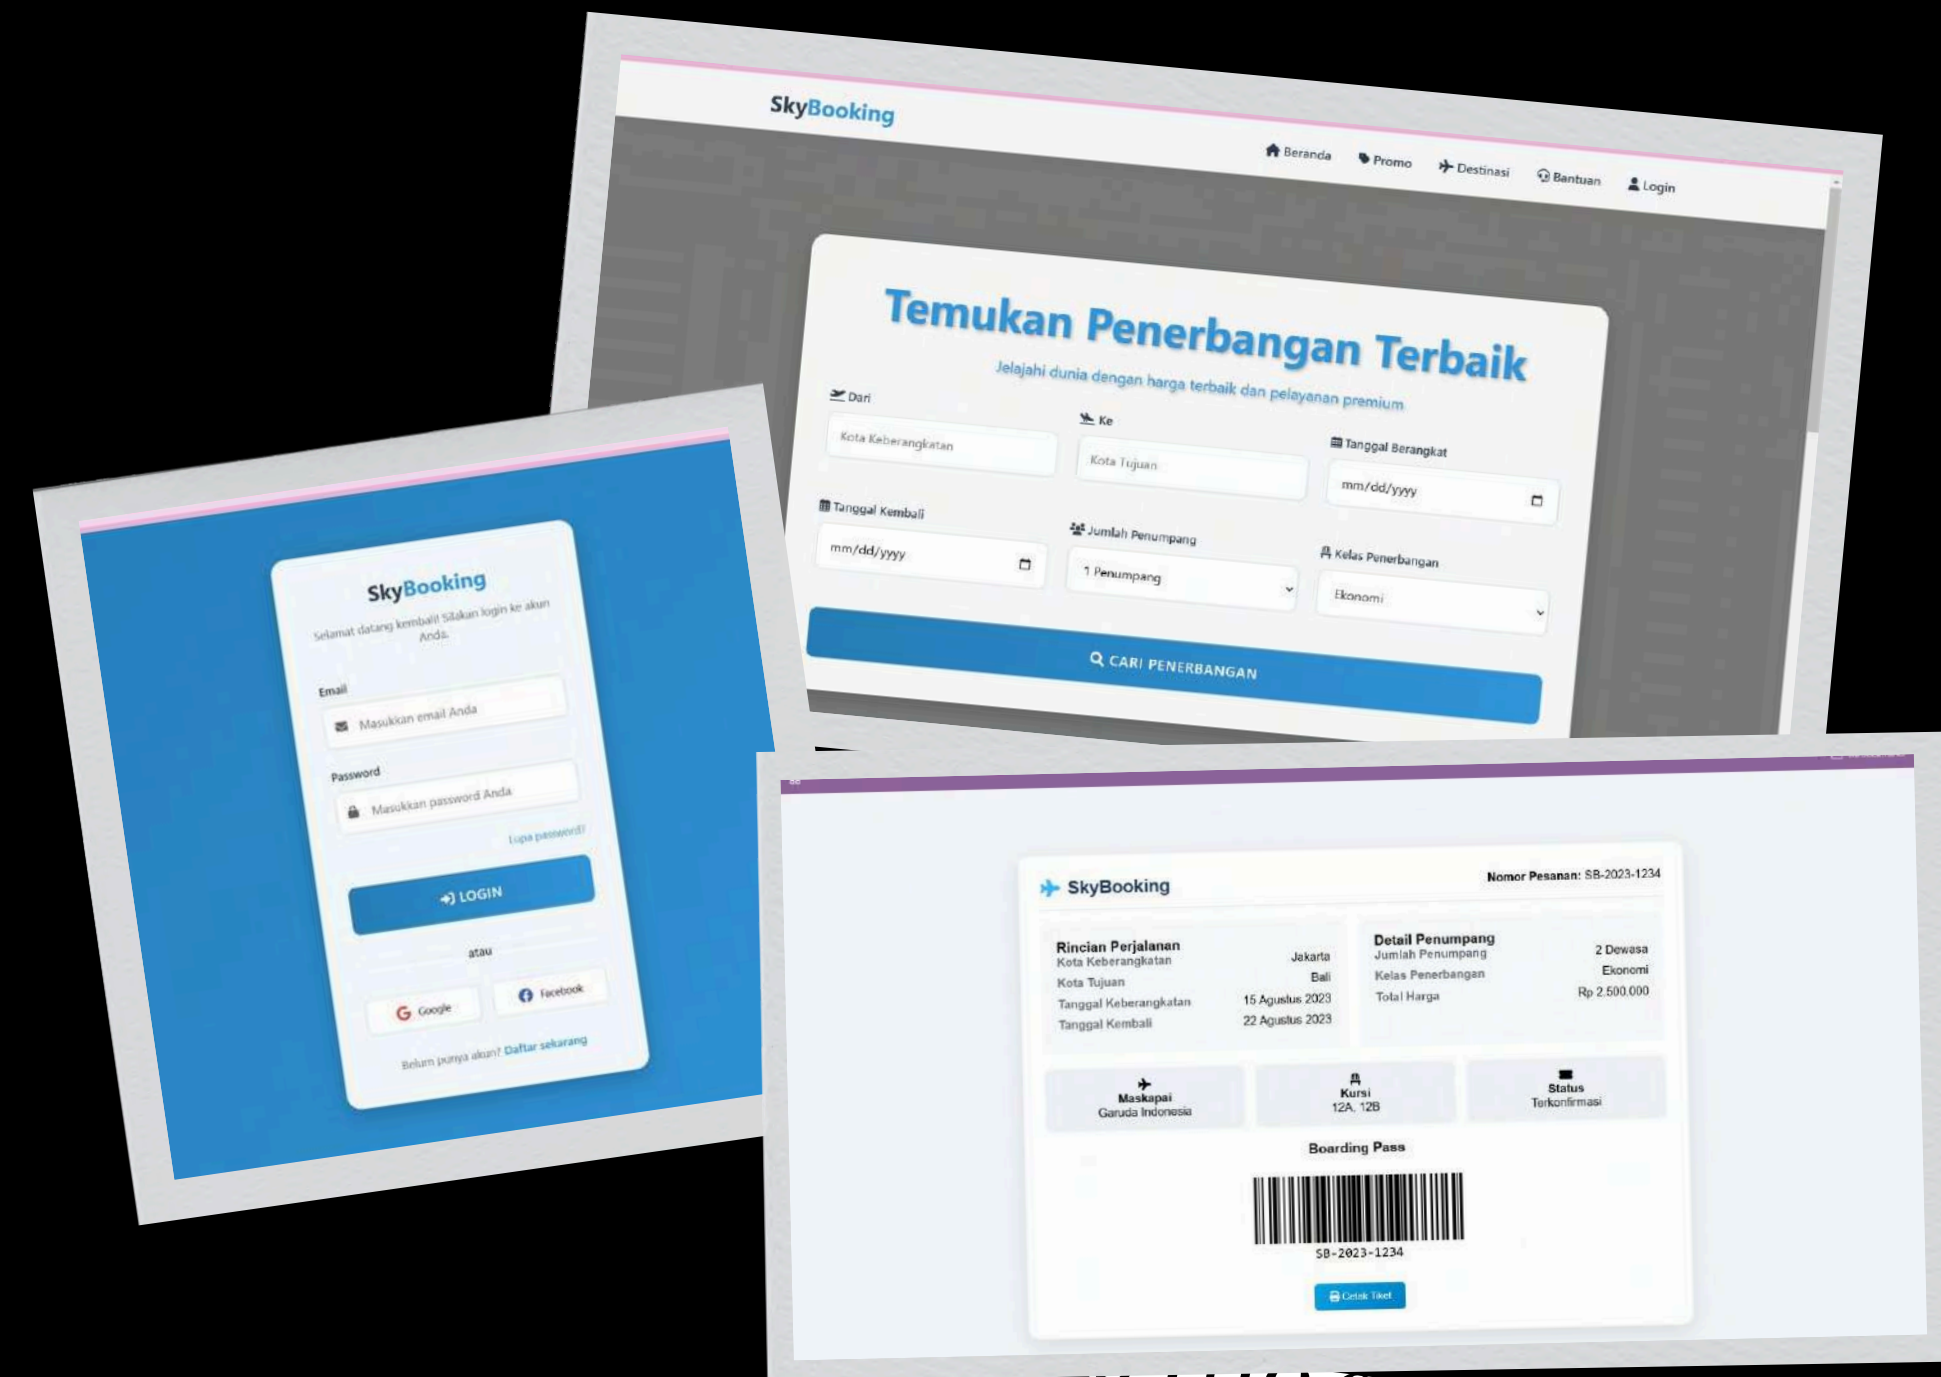 SkyBooking
Beranda
Promo
Destinasi
Bantuan
Login
Temukan Penerbangan Terbaik
Jelajahi dunia dengan harga terbaik dan pelayanan premium
Dari
Ke
Tanggal Berangkat
Kota Keberangkatan
Kota Tujuan
mm/dd/yyyy
Tanggal Kembali
Jumlah Penumpang
Kelas Penerbangan
mm/dd/yyyy
1 Penumpang
Ekonomi
CARI PENERBANGAN
SkyBooking
Selamat datang kembali! Silakan login ke akun
Anda.
Email
Masukkan email Anda
Password
Masukkan password Anda
Lupa password?
LOGIN
atau
Google
Facebook
Belum punya akun? Daftar sekarang
SkyBooking
Nomor Pesanan: SB-2023-1234
Rincian Perjalanan
Kota Keberangkatan Jakarta
Kota Tujuan Bali
Tanggal Keberangkatan 15 Agustus 2023
Tanggal Kembali 22 Agustus 2023
Detail Penumpang
Jumlah Penumpang 2 Dewasa
Kelas Penerbangan Ekonomi
Total Harga Rp 2.500.000
Maskapai
Garuda Indonesia
Kursi
12A, 12B
Status
Terkonfirmasi
Boarding Pass
SB-2023-1234
Cetak Tiket